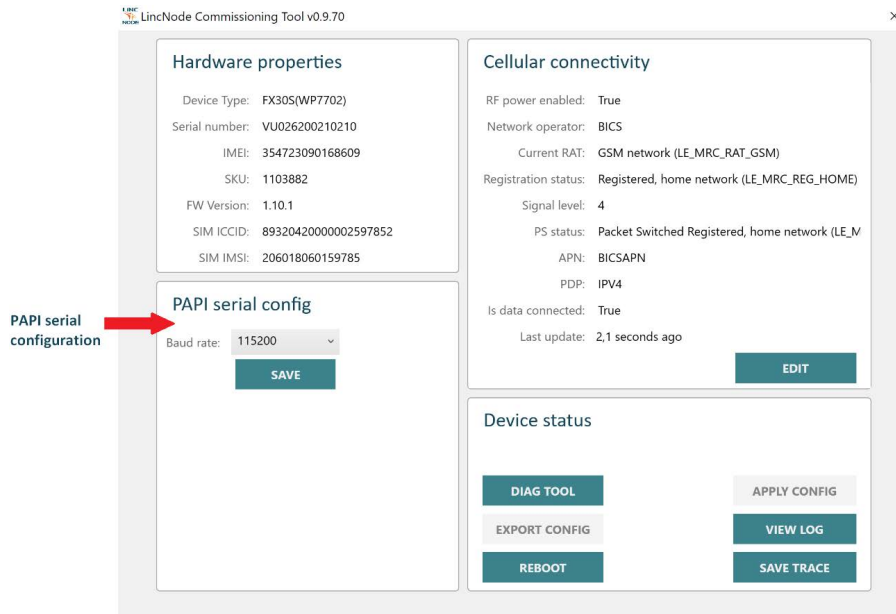 LINC
NODE
LincNode Commissioning Tool v0.9.70
Hardware properties
Device Type: FX30S(WP7702)
Serial number: VU026200210210
IMEI: 354723090168609
SKU: 1103882
FW Version: 1.10.1
SIM ICCID: 89320420000002597852
SIM IMSI: 206018060159785
PAPI serial
configuration
PAPI serial config
Baud rate: 115200
SAVE
Cellular connectivity
RF power enabled: True
Network operator: BICS
Current RAT: GSM network (LE_MRC_RAT_GSM)
Registration status: Registered, home network (LE_MRC_REG_HOME)
Signal level: 4
PS status: Packet Switched Registered, home network (LE_M
APN: BICSAPN
PDP: IPV4
Is data connected: True
Last update: 2,1 seconds ago
EDIT
Device status
DIAG TOOL
APPLY CONFIG
EXPORT CONFIG
VIEW LOG
REBOOT
SAVE TRACE